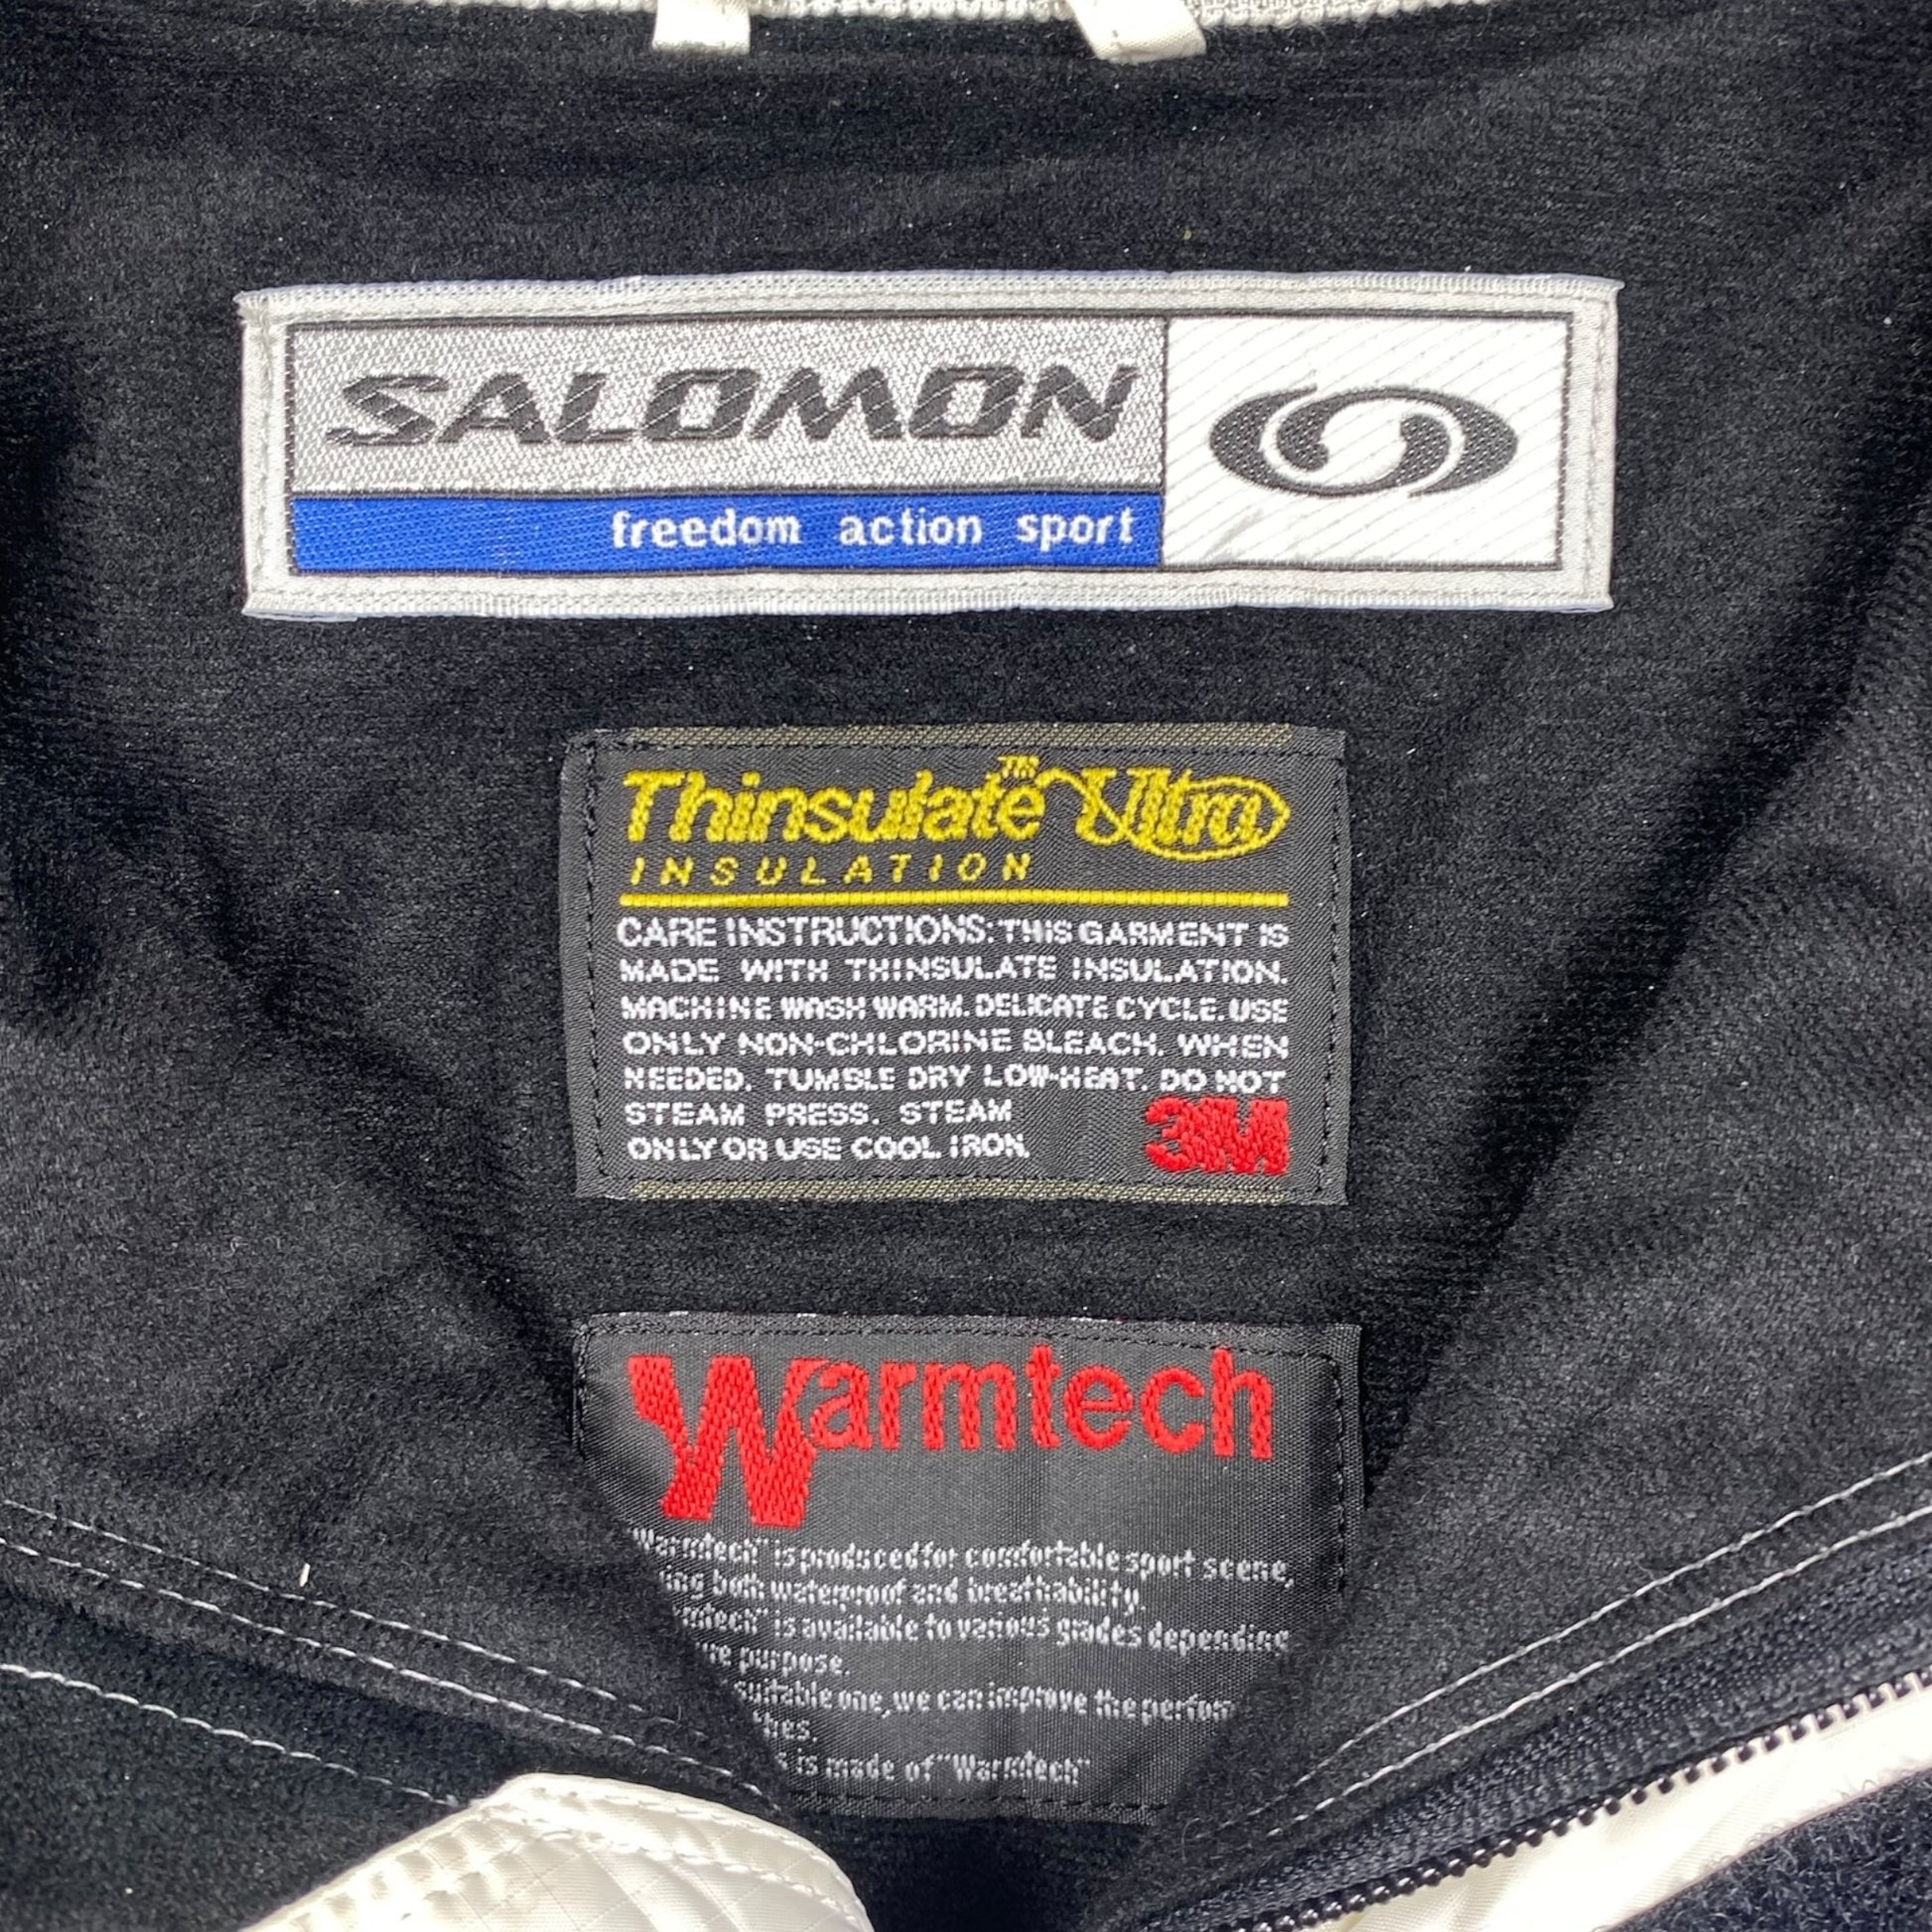 SALOMON
freedom action sport
Thinsulate™ Ultra
INSULATION
CARE INSTRUCTIONS: THIS GARMENT IS
MADE WITH THINSULATE INSULATION.
MACHINE WASH WARM. DELICATE CYCLE. USE
ONLY NON-CHLORINE BLEACH. WHEN
NEEDED. TUMBLE DRY LOW-HEAT. DO NOT
STEAM PRESS. STEAM
ONLY OR USE COOL IRON.
3M
Warmtech
"Warmtech" is produced for comfortable sport scene,
both waterproof and breathability.
is available to various grades depending
purpose.
one, we can improve the
is made of "Warmtech"